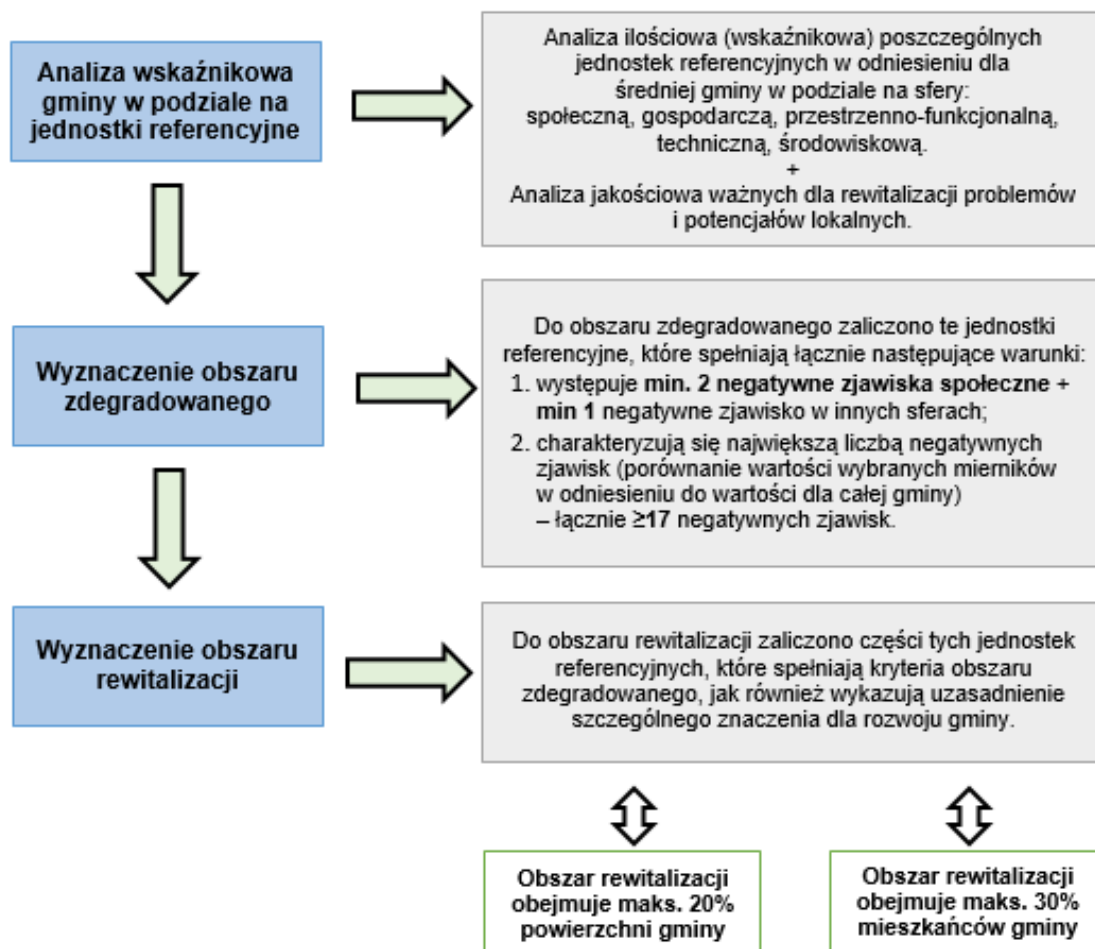 Analiza wskaźnikowa
gminy w podziale na
jednostki referencyjne
Analiza ilościowa (wskaźnikowa) poszczególnych
jednostek referencyjnych w odniesieniu dla
średniej gminy w podziale na sfery:
społeczną, gospodarczą, przestrzenno-funkcjonalną,
techniczną, środowiskową.
+
Analiza jakościowa ważnych dla rewitalizacji problemów
i potencjałów lokalnych.
Wyznaczenie obszaru
zdegradowanego
Do obszaru zdegradowanego zaliczono te jednostki
referencyjne, które spełniają łącznie następujące warunki:
1. występuje min. 2 negatywne zjawiska społeczne +
min 1 negatywne zjawisko w innych sferach;
2. charakteryzują się największą liczbą negatywnych
zjawisk (porównanie wartości wybranych mierników
w odniesieniu do wartości dla całej gminy)
– łącznie ≥17 negatywnych zjawisk.
Wyznaczenie obszaru
rewitalizacji
Do obszaru rewitalizacji zaliczono części tych jednostek
referencyjnych, które spełniają kryteria obszaru
zdegradowanego, jak również wykazują uzasadnienie
szczególnego znaczenia dla rozwoju gminy.
Obszar rewitalizacji
obejmuje maks. 20%
powierzchni gminy
Obszar rewitalizacji
obejmuje maks. 30%
mieszkańców gminy